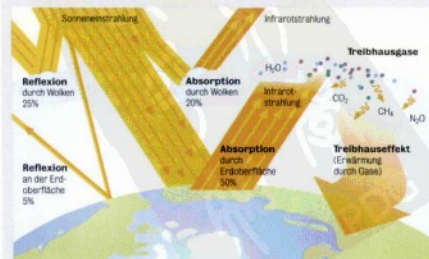 Sonneneinstrahlung
Infrarotstrahlung
Treibhausgase
H₂O
Reflexion
durch Wolken
25%
Absorption
durch Wolken
20%
Infrarot-
strahlung
CO₂
CH₄
N₂O
Reflexion
an der Erd-
oberfläche
5%
Absorption
durch
Erdoberfläche
50%
Treibhauseffekt
(Erwärmung
durch Gase)